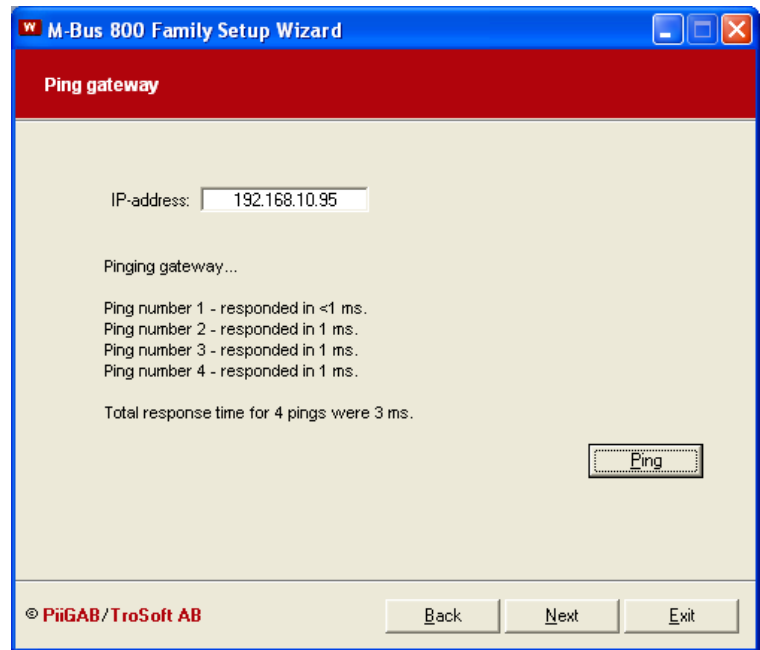 M-Bus 800 Family Setup Wizard
Ping gateway
IP-address: 192.168.10.95
Pinging gateway...
Ping number 1 - responded in <1 ms.
Ping number 2 - responded in 1 ms.
Ping number 3 - responded in 1 ms.
Ping number 4 - responded in 1 ms.
Total response time for 4 pings were 3 ms.
Ping
© PiiGAB/TroSoft AB Back Next Exit